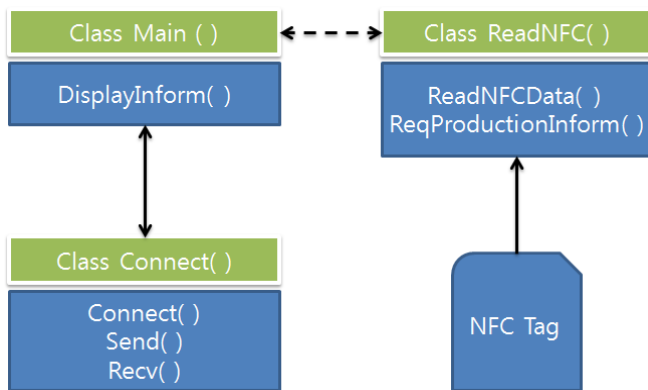 Class Main ( )
DisplayInform( )
Class ReadNFC( )
ReadNFCData( )
ReqProductionInform( )
Class Connect( )
Connect( )
Send( )
Recv( )
NFC Tag